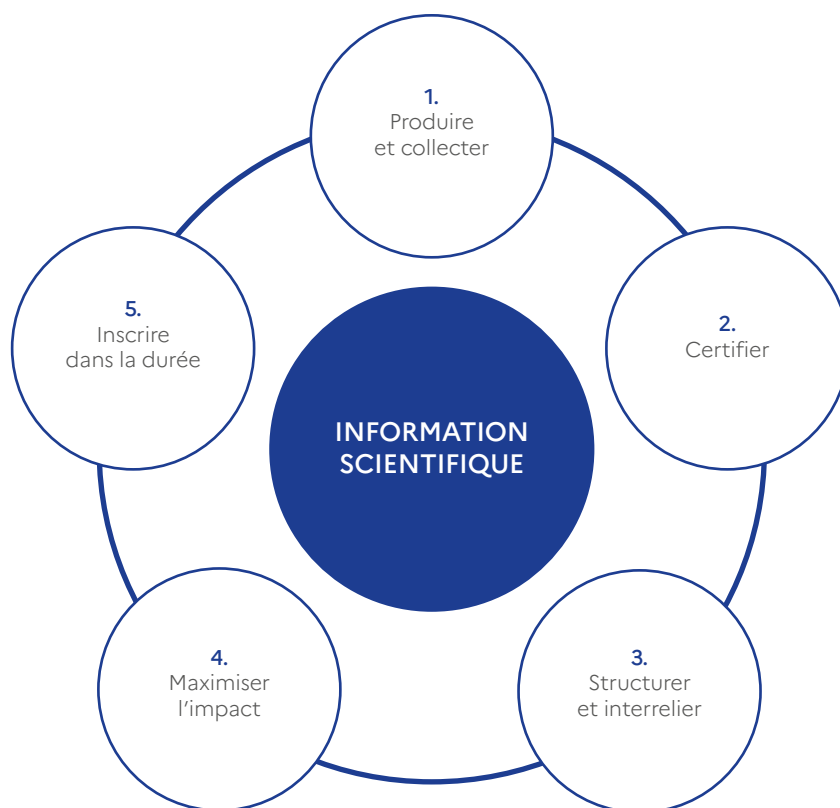 1.
Produire
et collecter
2.
Certifier
3.
Structurer
et interrelier
4.
Maximiser
l’impact
5.
Inscrire
dans la durée
INFORMATION
SCIENTIFIQUE